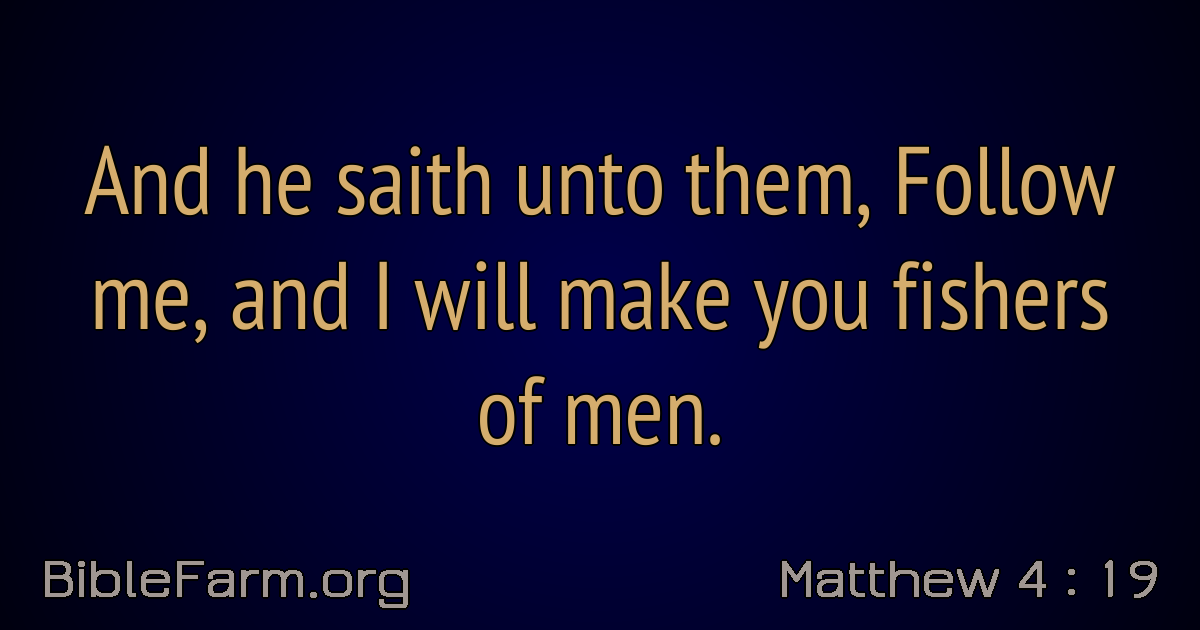 And he saith unto them, Follow
me, and I will make you fishers
of men.
BibleFarm.org
Matthew 4 : 19